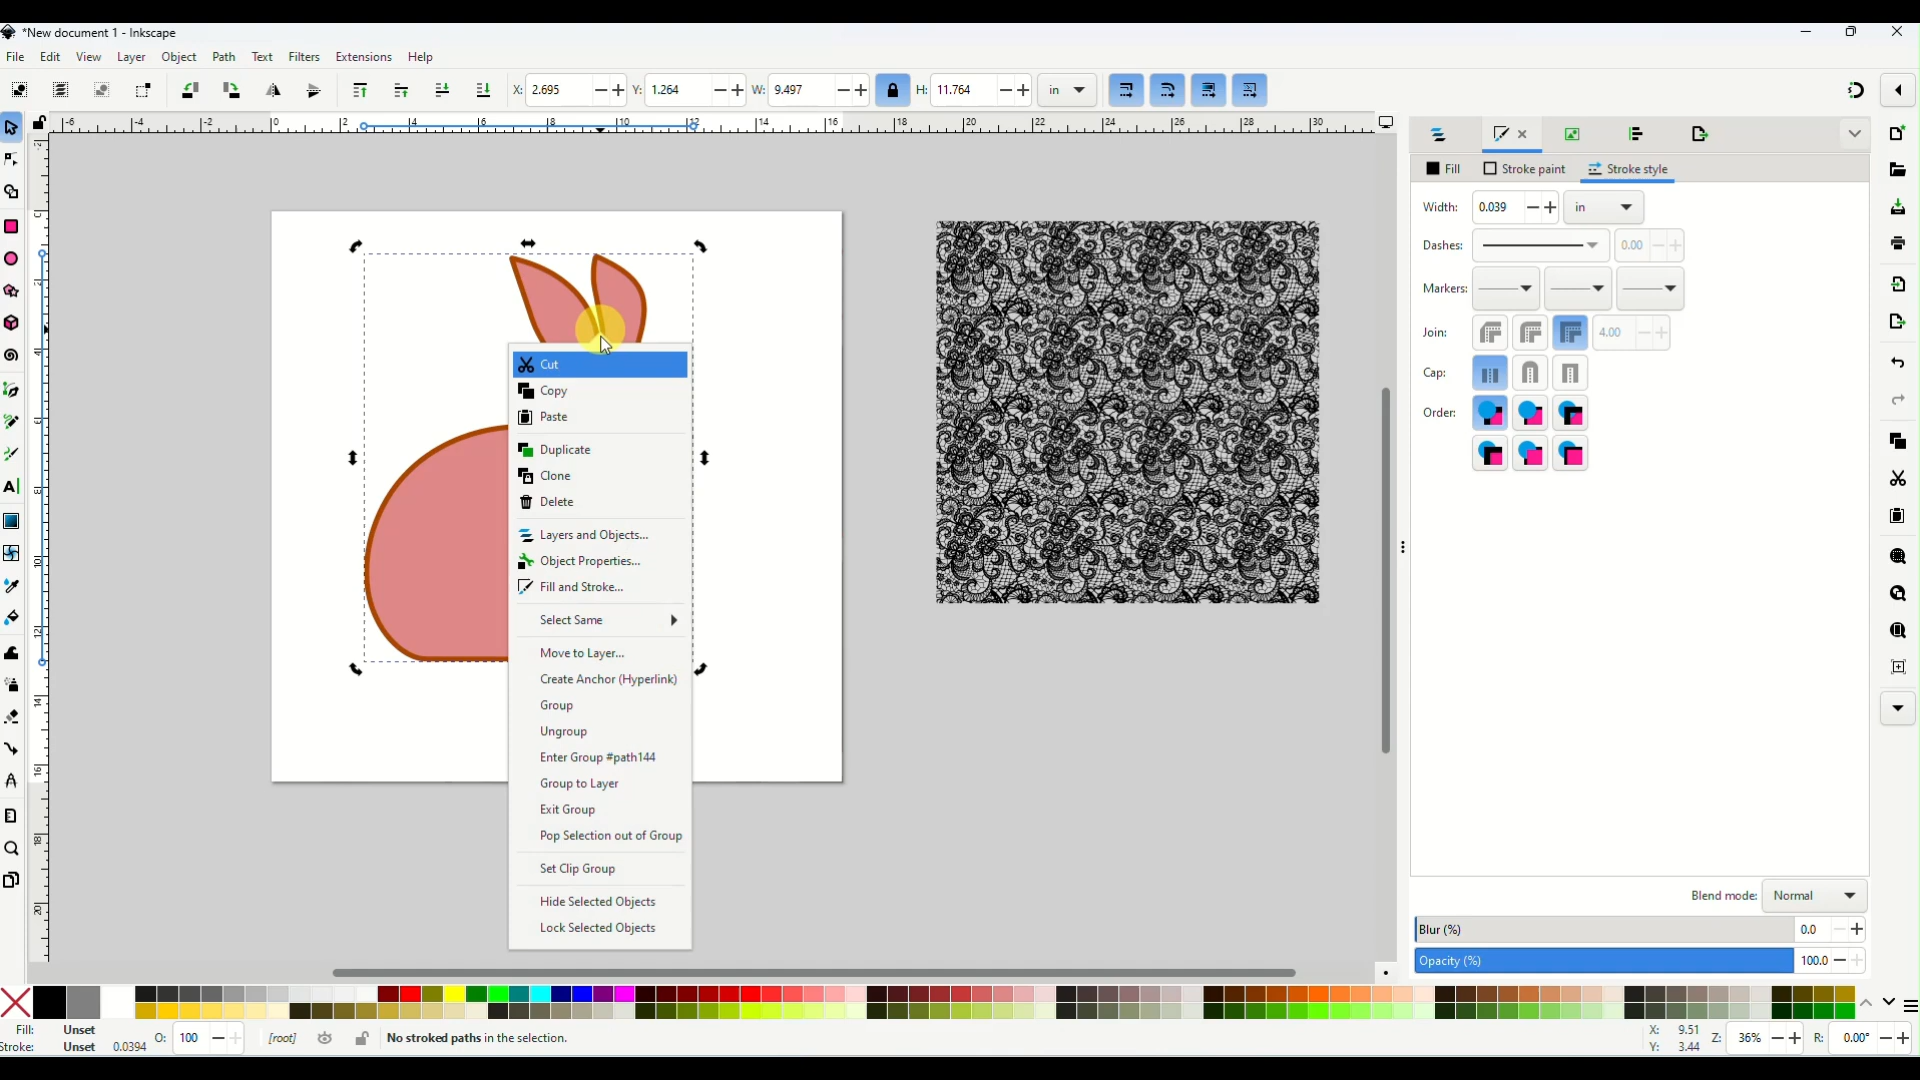 *New document 1 - Inkscape
File Edit View Layer Object Path Text Filters Extensions Help
X: 2.695 Y: 1.264 W: 9.497 H: 11.764 in
Fill Stroke paint Stroke style
Width: 0.039 in
Dashes: 0.00
Markers:
Join: 4.00
Cap:
Order:
Cut
Copy
Paste
Duplicate
Clone
Delete
Layers and Objects...
Object Properties...
Fill and Stroke...
Select Same
Move to Layer...
Create Anchor (Hyperlink)
Group
Ungroup
Enter Group #path144
Group to Layer
Exit Group
Pop Selection out of Group
Set Clip Group
Hide Selected Objects
Lock Selected Objects
Blend mode: Normal
Blur (%) 0.0
Opacity (%) 100.0
Fill: Unset
Stroke: Unset 0.0394 O: 100 [root] No stroked paths in the selection.
X: 9.51
Y: 3.44
Z: 36% R: 0.00°